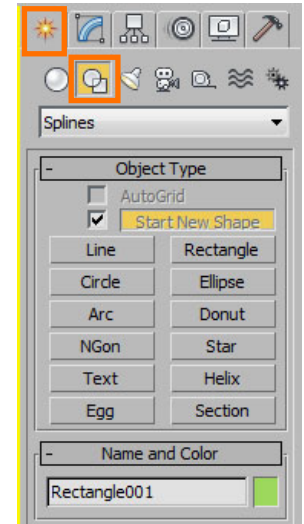 Splines
- Object Type
AutoGrid
Start New Shape
Line Rectangle
Circle Ellipse
Arc Donut
NGon Star
Text Helix
Egg Section
- Name and Color
Rectangle001